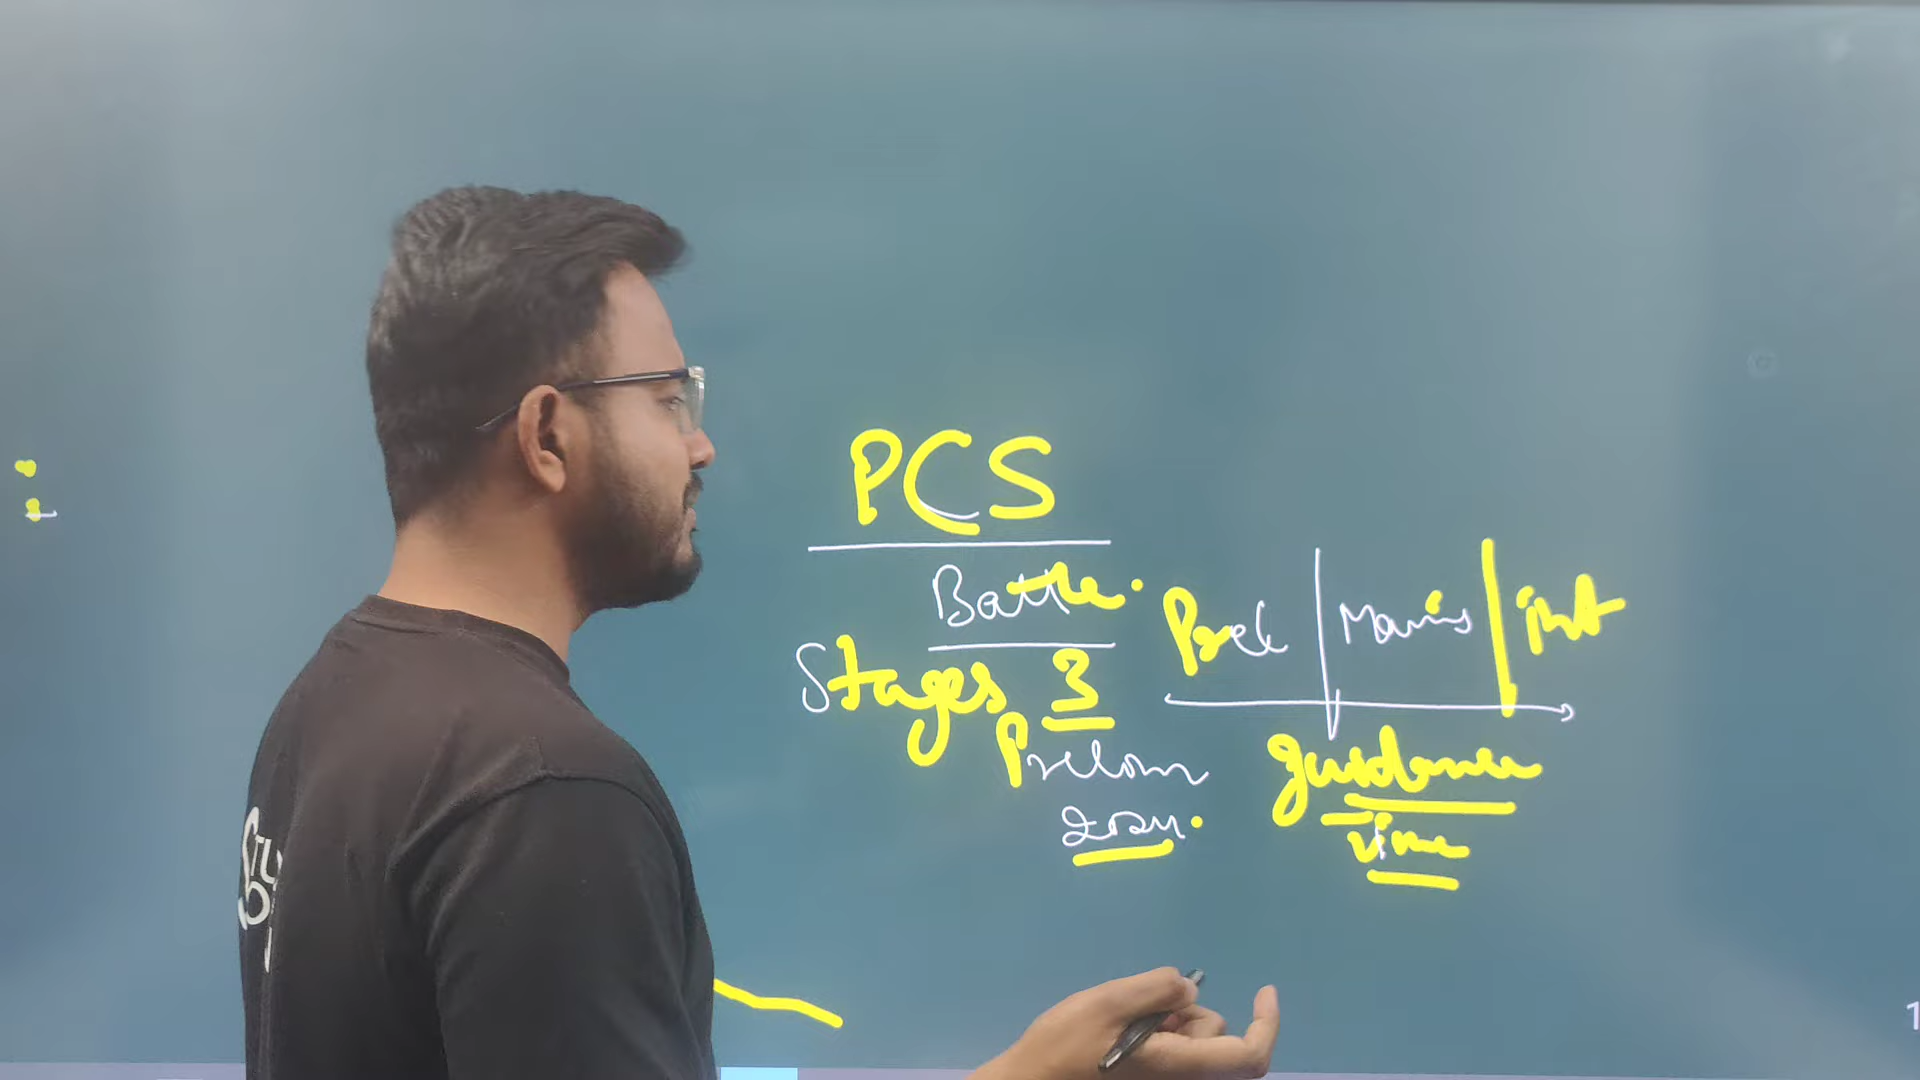 PCS
Battle.
Prel | Mains | int
Stages 3
Prelim
guidance